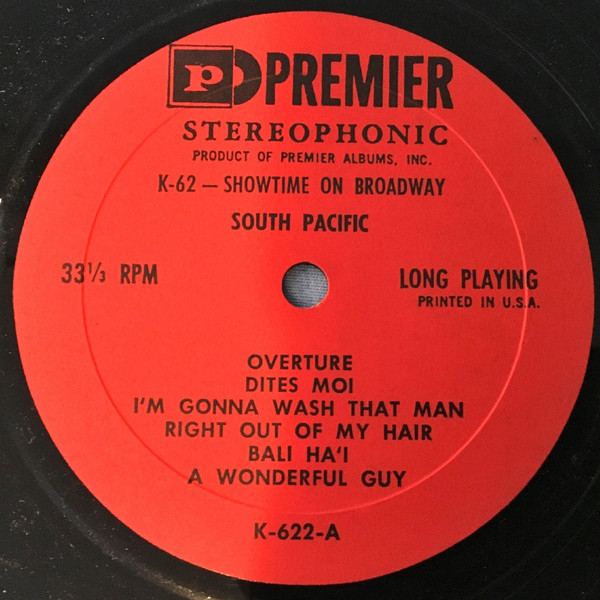 P PREMIER
STEREOPHONIC
PRODUCT OF PREMIER ALBUMS, INC.
K-62 — SHOWTIME ON BROADWAY
SOUTH PACIFIC
33⅓ RPM
LONG PLAYING
PRINTED IN U.S.A.
OVERTURE
DITES MOI
I'M GONNA WASH THAT MAN
RIGHT OUT OF MY HAIR
BALI HA'I
A WONDERFUL GUY
K-622-A